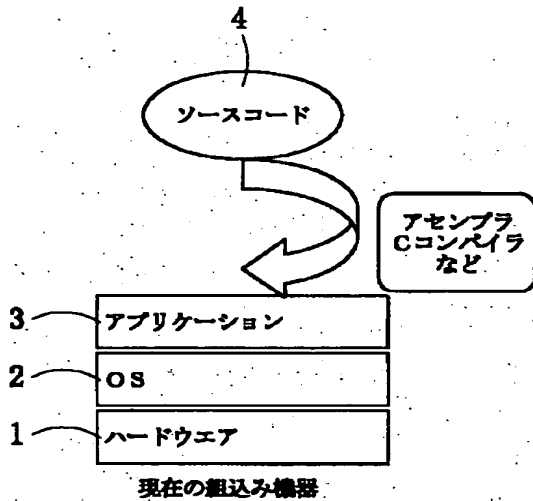 4
ソースコード
アセンブラ
Cコンパイラ
など
3 アプリケーション
2 OS
1 ハードウエア
現在の組込み機器